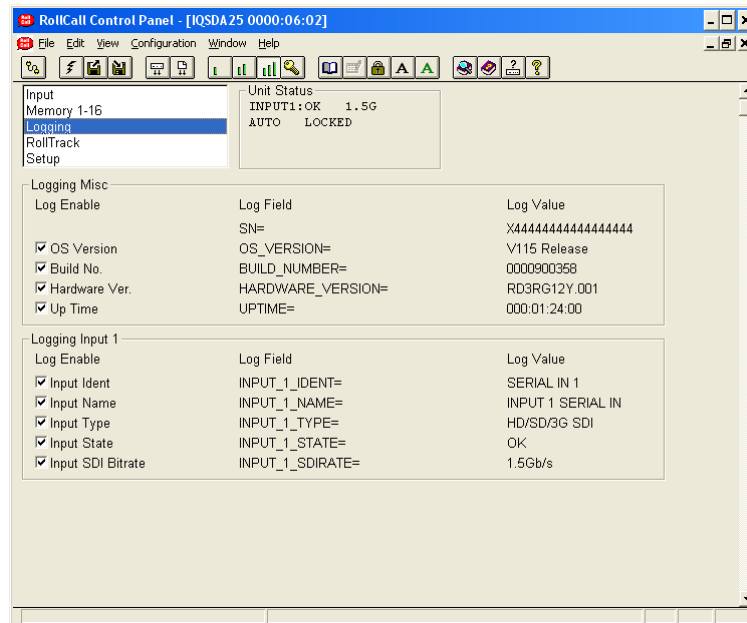 RollCall Control Panel - [IQSDA25 0000:06:02]
File Edit View Configuration Window Help
A A
Input
Memory 1-16
Logging
RollTrack
Setup
Unit Status
INPUT1:OK 1.5G
AUTO LOCKED
Logging Misc
Log Enable Log Field Log Value
SN= X4444444444444444
OS Version OS_VERSION= V115 Release
Build No. BUILD_NUMBER= 0000900358
Hardware Ver. HARDWARE_VERSION= RD3RG12Y.001
Up Time UPTIME= 000:01:24:00
Logging Input 1
Log Enable Log Field Log Value
Input Ident INPUT_1_IDENT= SERIAL IN 1
Input Name INPUT_1_NAME= INPUT 1 SERIAL IN
Input Type INPUT_1_TYPE= HD/SD/3G SDI
Input State INPUT_1_STATE= OK
Input SDI Bitrate INPUT_1_SDIRATE= 1.5Gb/s